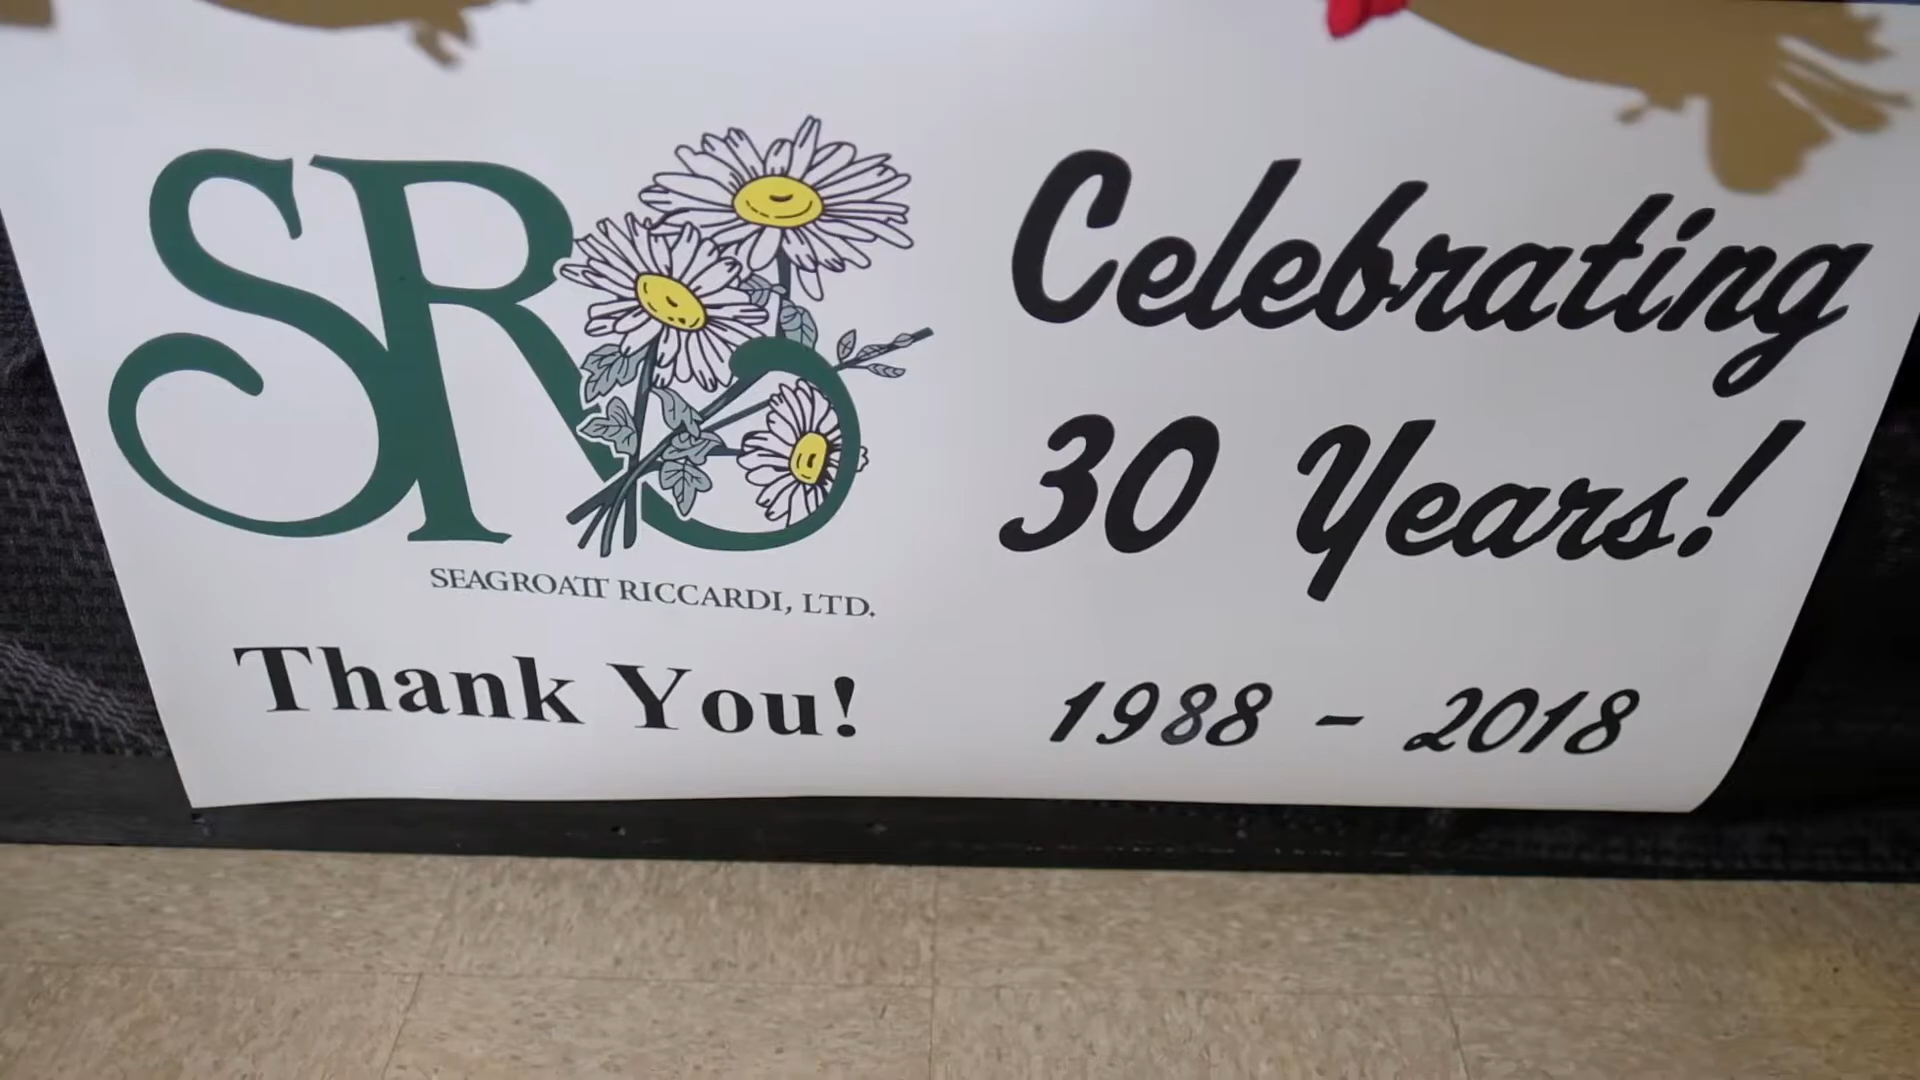 SR
SEAGROATT RICCARDI, LTD.
Thank You!
Celebrating
30 Years!
1988 - 2018